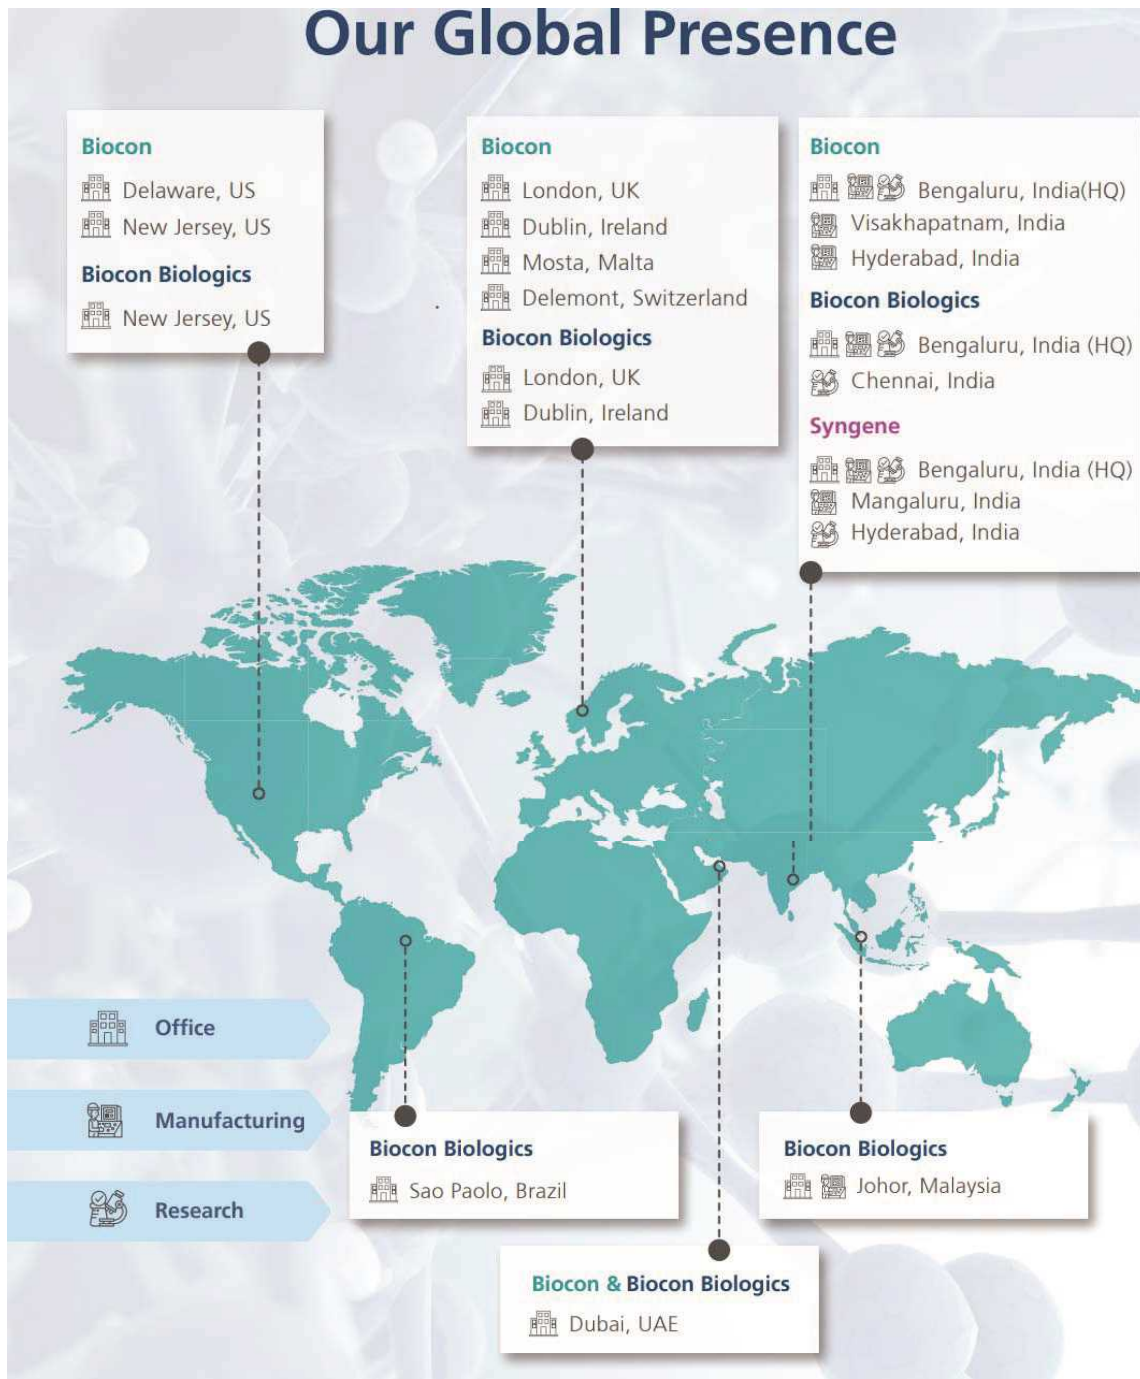 Our Global Presence
Biocon
Delaware, US
New Jersey, US
Biocon Biologics
New Jersey, US
Biocon
London, UK
Dublin, Ireland
Mosta, Malta
Delemont, Switzerland
Biocon Biologics
London, UK
Dublin, Ireland
Biocon
Bengaluru, India(HQ)
Visakhapatnam, India
Hyderabad, India
Biocon Biologics
Bengaluru, India (HQ)
Chennai, India
Syngene
Bengaluru, India (HQ)
Mangaluru, India
Hyderabad, India
Office
Manufacturing
Research
Biocon Biologics
Sao Paolo, Brazil
Biocon Biologics
Johor, Malaysia
Biocon & Biocon Biologics
Dubai, UAE